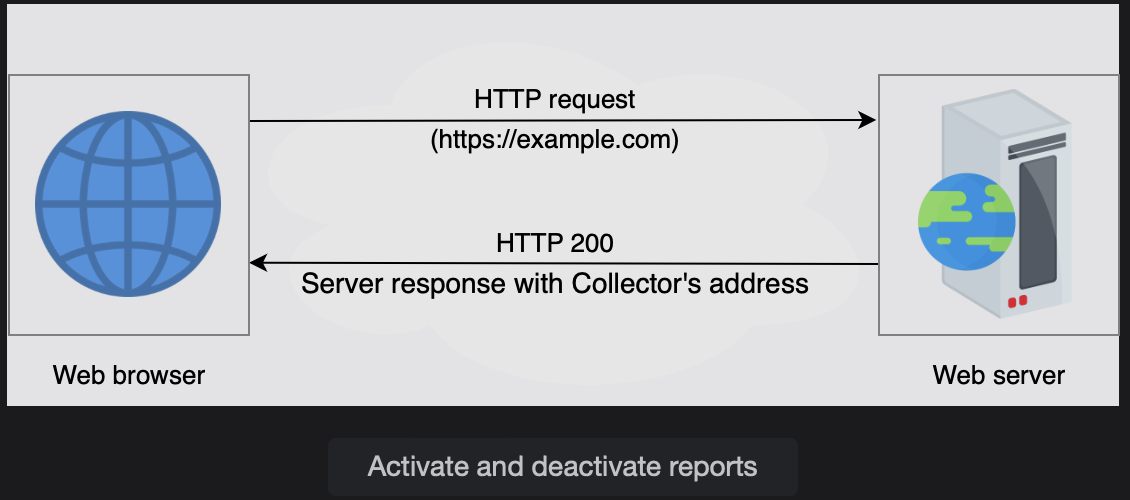 HTTP request
(https://example.com)
HTTP 200
Server response with Collector's address
Web browser
Web server
Activate and deactivate reports